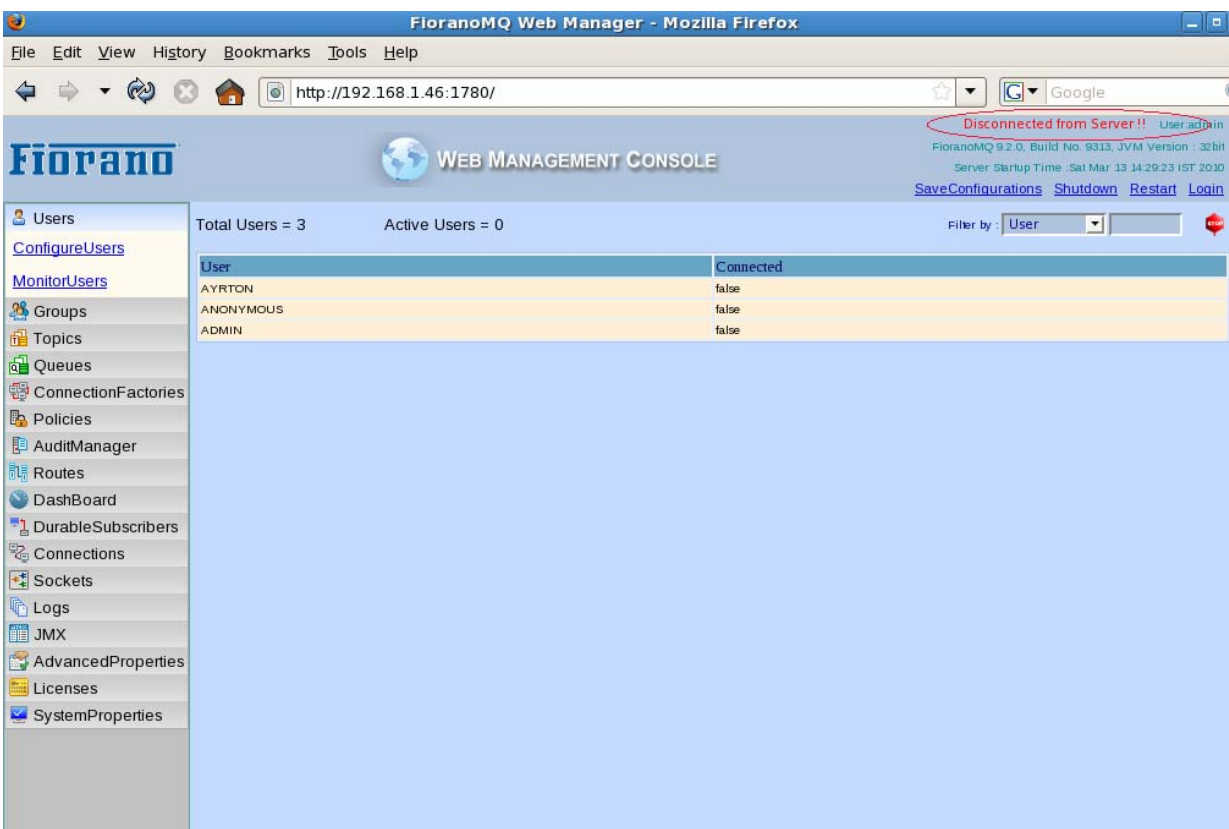 FioranoMQ Web Manager - Mozilla Firefox
File Edit View History Bookmarks Tools Help
http://192.168.1.46:1780/
Google
Disconnected from Server !! User:admin
Fiorano
WEB MANAGEMENT CONSOLE
FioranoMQ 9.2.0, Build No. 9313, JVM Version : 32bit
Server Startup Time :Sat Mar 13 14:29:23 IST 2010
SaveConfigurations Shutdown Restart Login
Users
ConfigureUsers
MonitorUsers
Groups
Topics
Queues
ConnectionFactories
Policies
AuditManager
Routes
DashBoard
DurableSubscribers
Connections
Sockets
Logs
JMX
AdvancedProperties
Licenses
SystemProperties
Total Users = 3 Active Users = 0 Filter by : User
User Connected
AYRTON false
ANONYMOUS false
ADMIN false